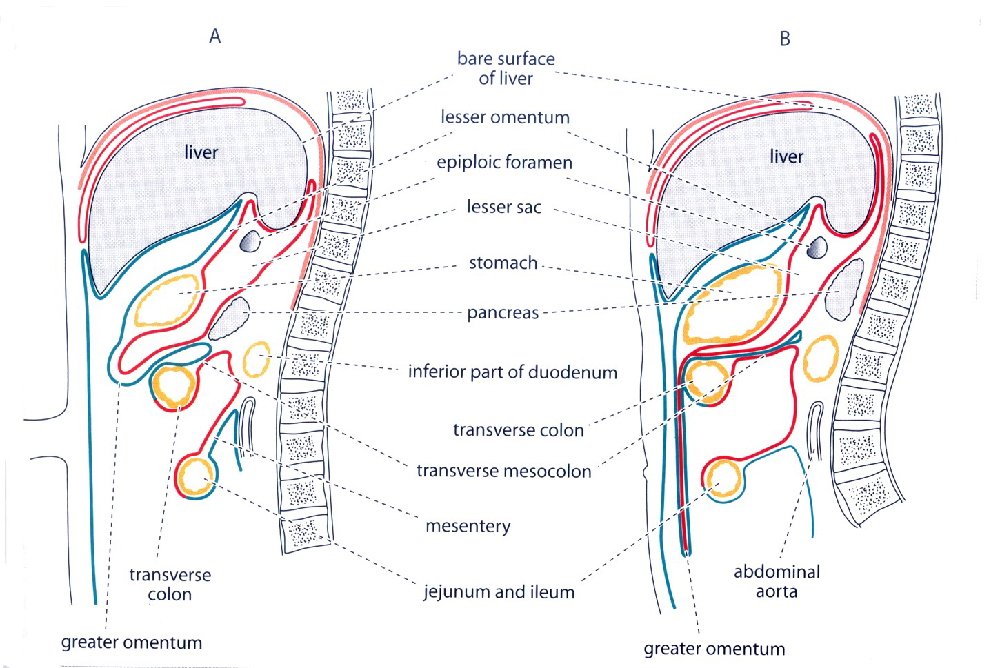 A
B
bare surface
of liver
lesser omentum
liver
liver
epiploic foramen
lesser sac
stomach
pancreas
inferior part of duodenum
transverse colon
transverse mesocolon
mesentery
transverse
colon
jejunum and ileum
abdominal
aorta
greater omentum
greater omentum